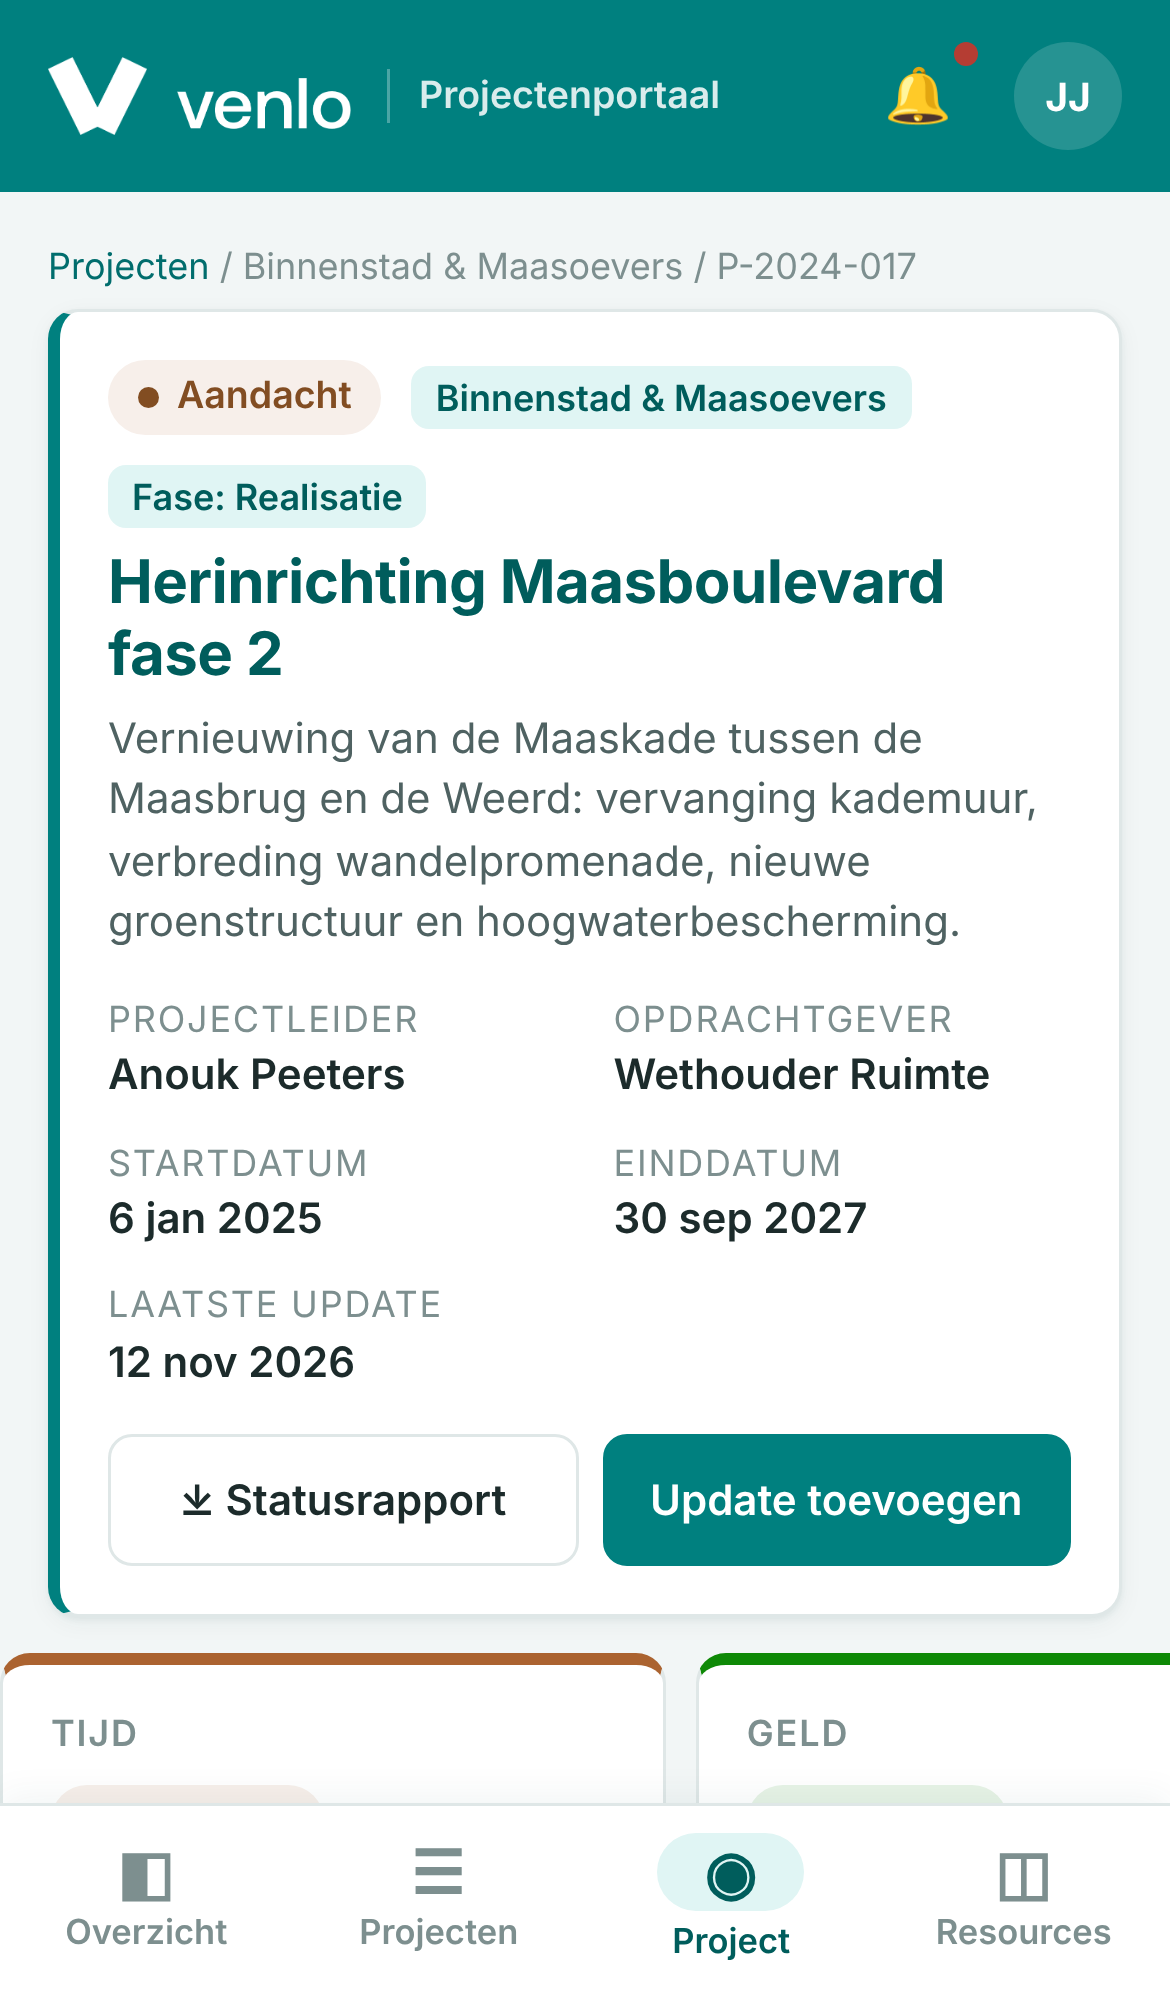 venlo
Projectenportaal
JJ
Projecten / Binnenstad & Maasoevers / P-2024-017
Aandacht
Binnenstad & Maasoevers
Fase: Realisatie
Herinrichting Maasboulevard
fase 2
Vernieuwing van de Maaskade tussen de
Maasbrug en de Weerd: vervanging kademuur,
verbreding wandelpromenade, nieuwe
groenstructuur en hoogwaterbescherming.
PROJECTLEIDER
Anouk Peeters
OPDRACHTGEVER
Wethouder Ruimte
STARTDATUM
6 jan 2025
EINDDATUM
30 sep 2027
LAATSTE UPDATE
12 nov 2026
Statusrapport
Update toevoegen
TIJD
GELD
Overzicht
Projecten
Project
Resources